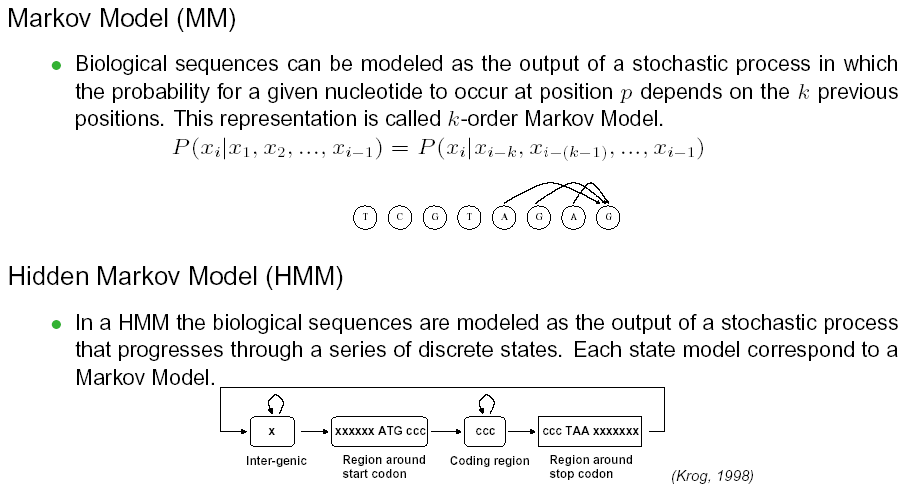 Markov Model (MM)
• Biological sequences can be modeled as the output of a stochastic process in which
the probability for a given nucleotide to occur at position p depends on the k previous
positions. This representation is called k-order Markov Model.
P(x_i|x_1, x_2, ..., x_{i−1}) = P(x_i|x_{i−k}, x_{i−(k−1)}, ..., x_{i−1})
T C G T A G A G
Hidden Markov Model (HMM)
• In a HMM the biological sequences are modeled as the output of a stochastic process
that progresses through a series of discrete states. Each state model correspond to a
Markov Model.
x xxxxxx ATG ccc ccc ccc TAA xxxxxxx
Inter-genic Region around Coding region Region around
start codon stop codon
(Krog, 1998)